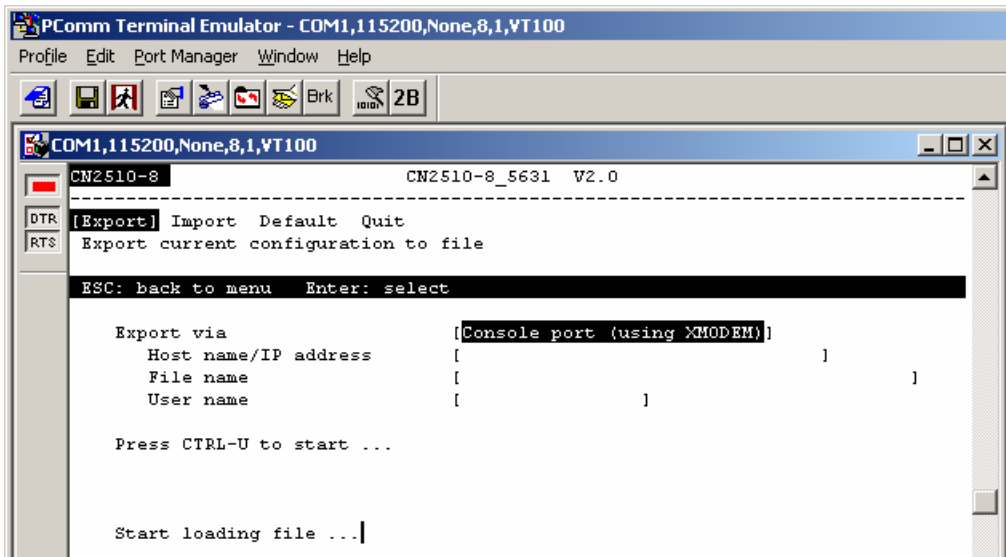 PComm Terminal Emulator - COM1,115200,None,8,1,VT100
Profile Edit Port Manager Window Help
Brk 2B
COM1,115200,None,8,1,VT100
CN2510-8 CN2510-8_5631 V2.0
--------------------------------------------------------------------------------
DTR [Export] Import Default Quit
RTS Export current configuration to file
ESC: back to menu Enter: select
Export via [Console port (using XMODEM)]
Host name/IP address [ ]
File name [ ]
User name [ ]
Press CTRL-U to start ...
Start loading file ...